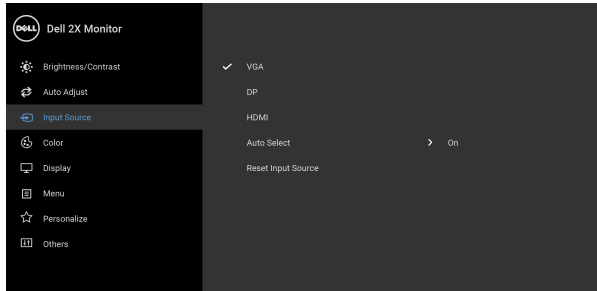 DELL Dell 2X Monitor
Brightness/Contrast
VGA
Auto Adjust
DP
Input Source
HDMI
Color
Auto Select
On
Display
Reset Input Source
Menu
Personalize
Others